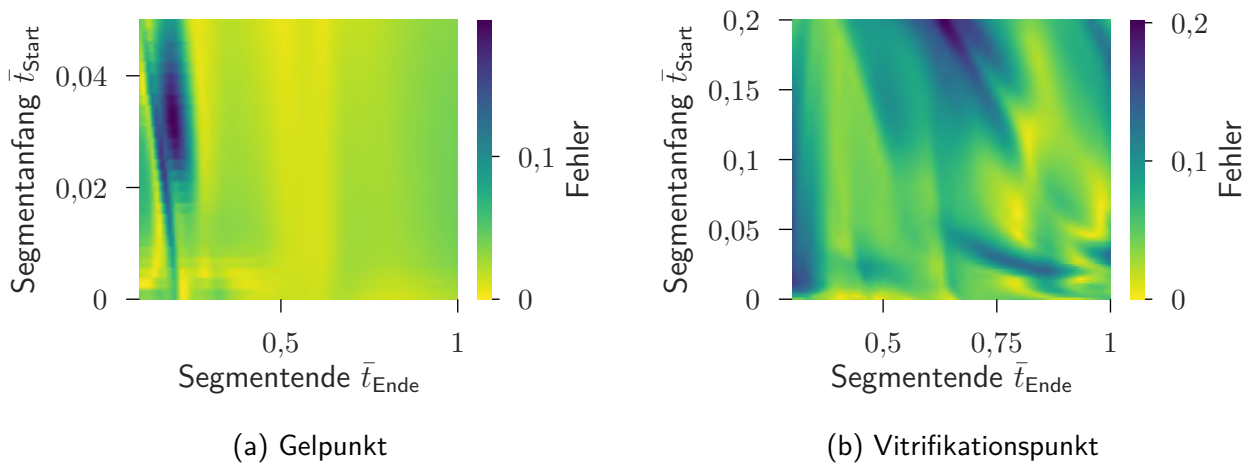 Segmentanfang t̄Start
0,04
0,02
0
0,5
1
Segmentende t̄Ende
0,1
0
Fehler
(a) Gelpunkt
Segmentanfang t̄Start
0,2
0,15
0,1
0,05
0
0,5
0,75
1
Segmentende t̄Ende
0,2
0,1
0
Fehler
(b) Vitrifikationspunkt